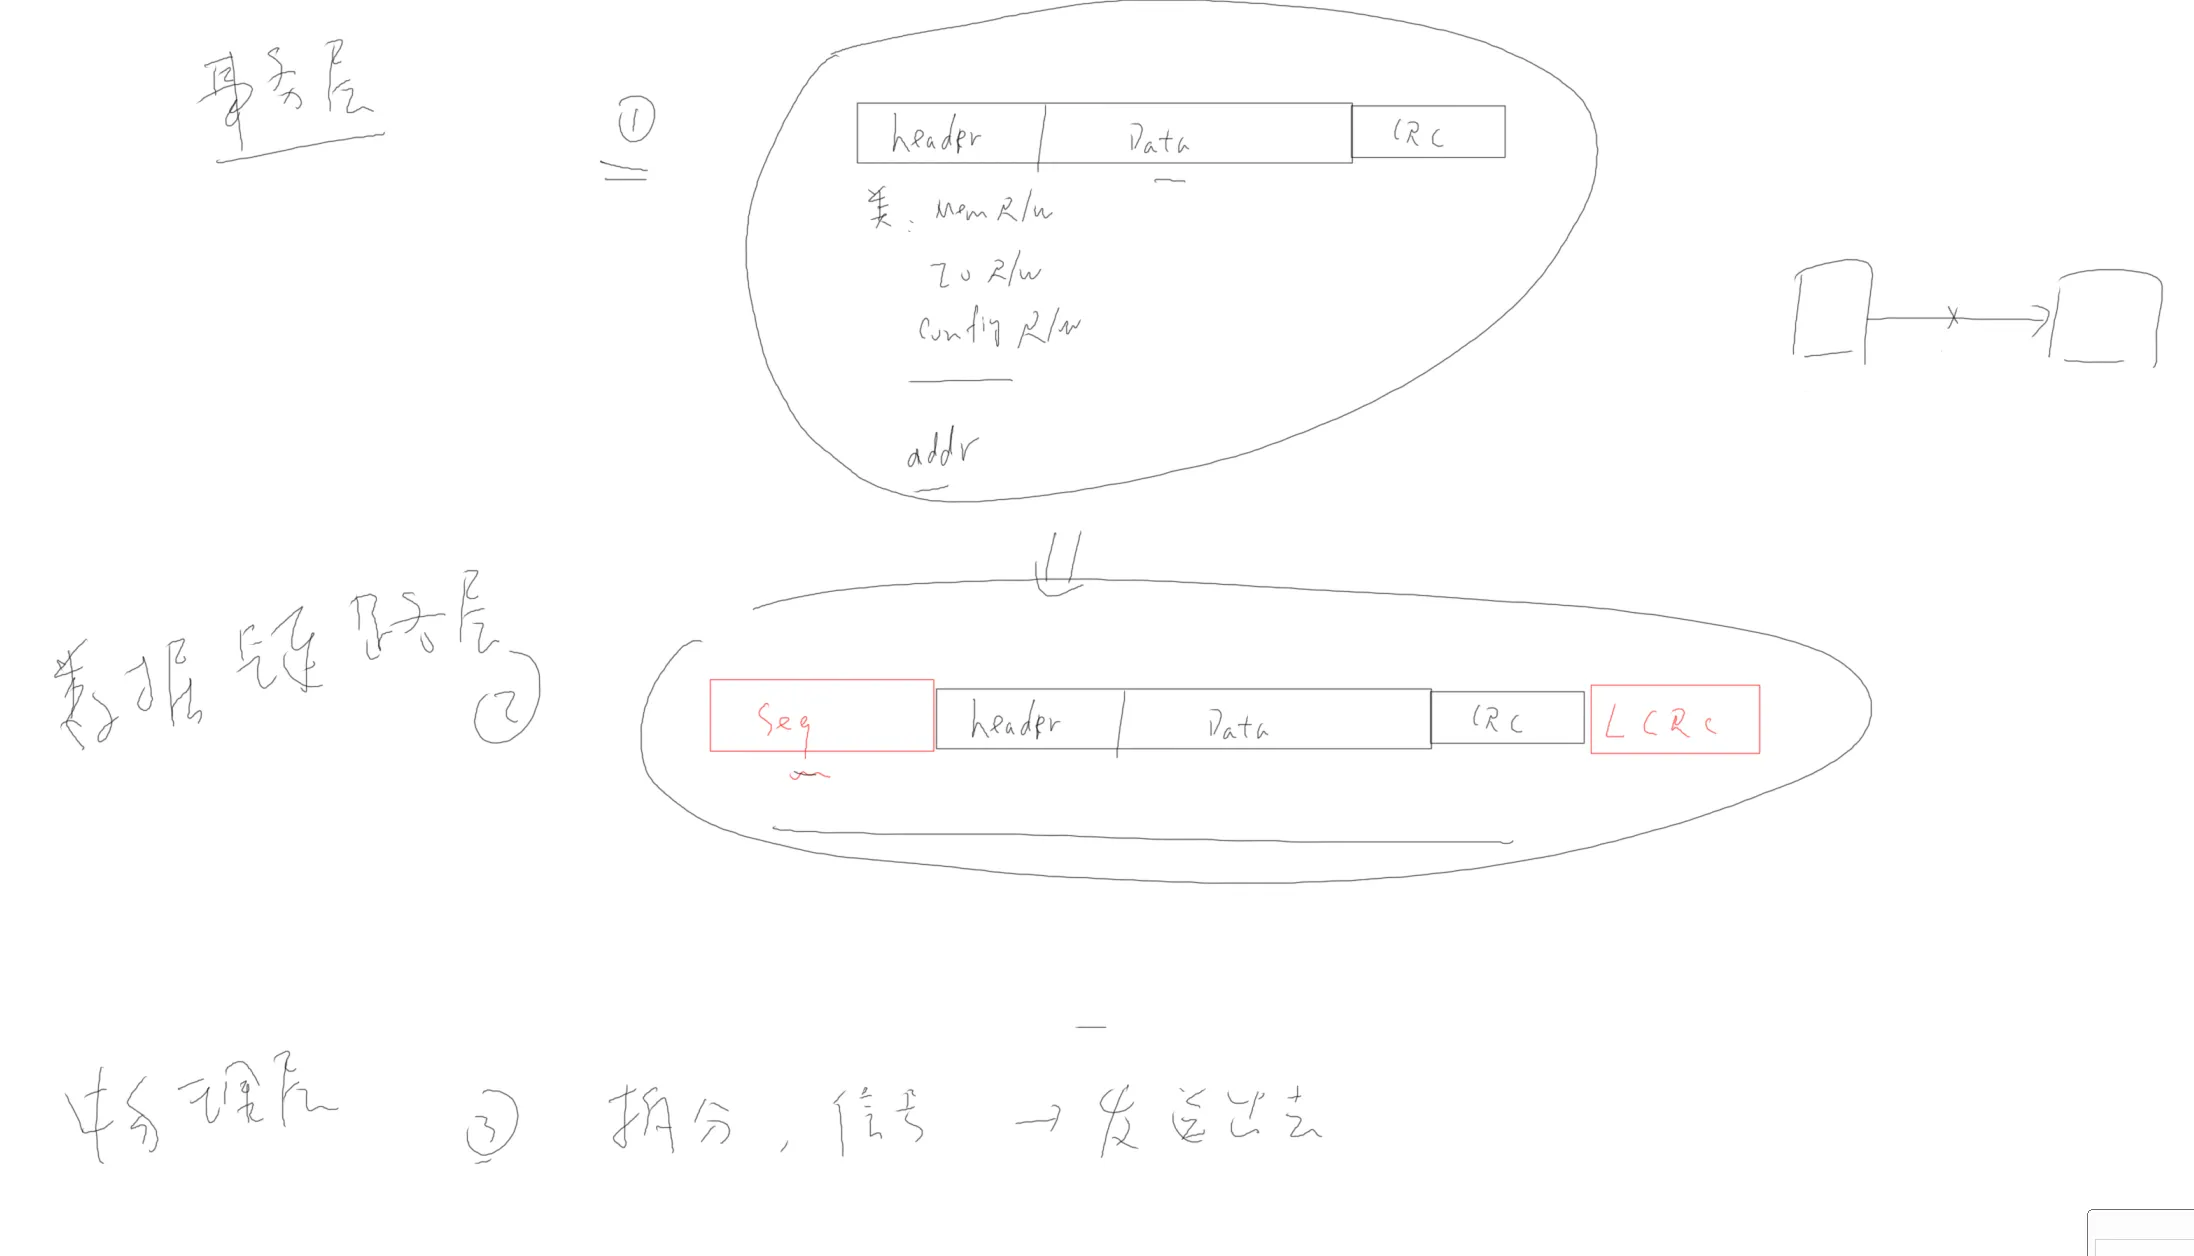 事务层
①
header Data CRC
类: Mem R/W
IO R/W
Config R/W
addr
数据链路层
②
Seq header Data CRC LCRC
物理层
③ 拆分, 信号 → 发送出去